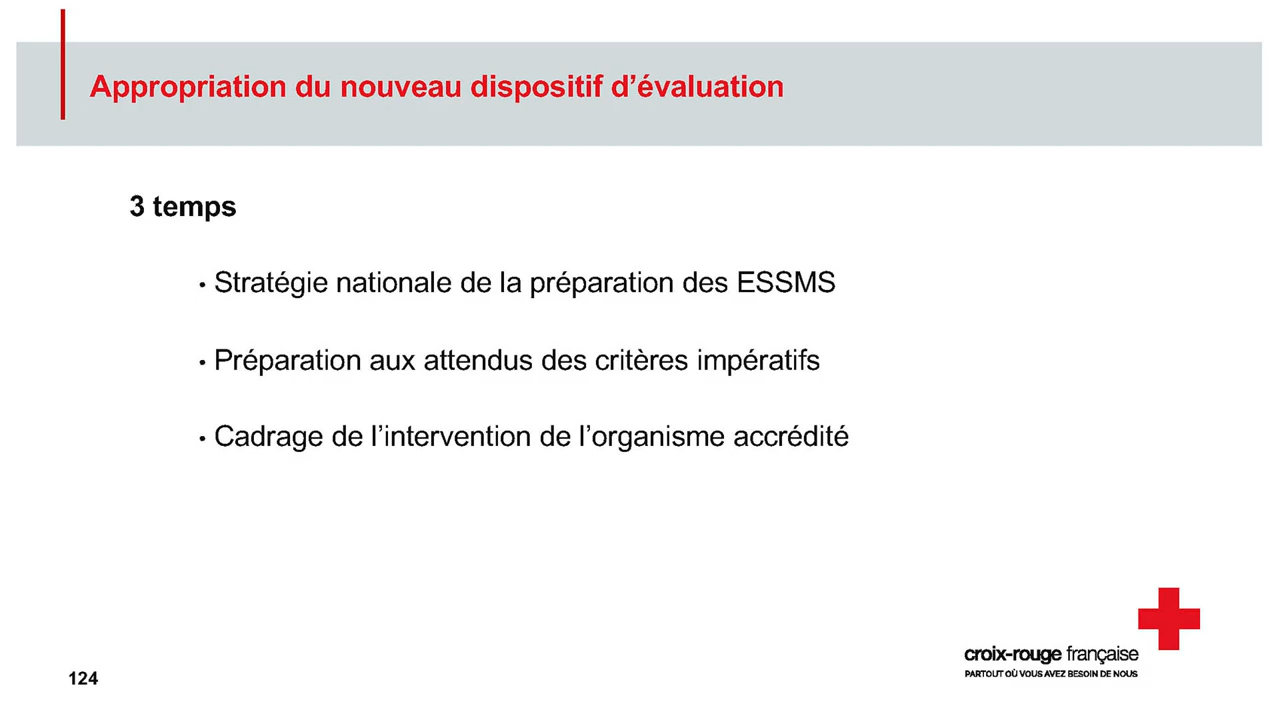 Appropriation du nouveau dispositif d’évaluation
3 temps
• Stratégie nationale de la préparation des ESSMS
• Préparation aux attendus des critères impératifs
• Cadrage de l’intervention de l’organisme accrédité
croix-rouge française
PARTOUT OÙ VOUS AVEZ BESOIN DE NOUS
124